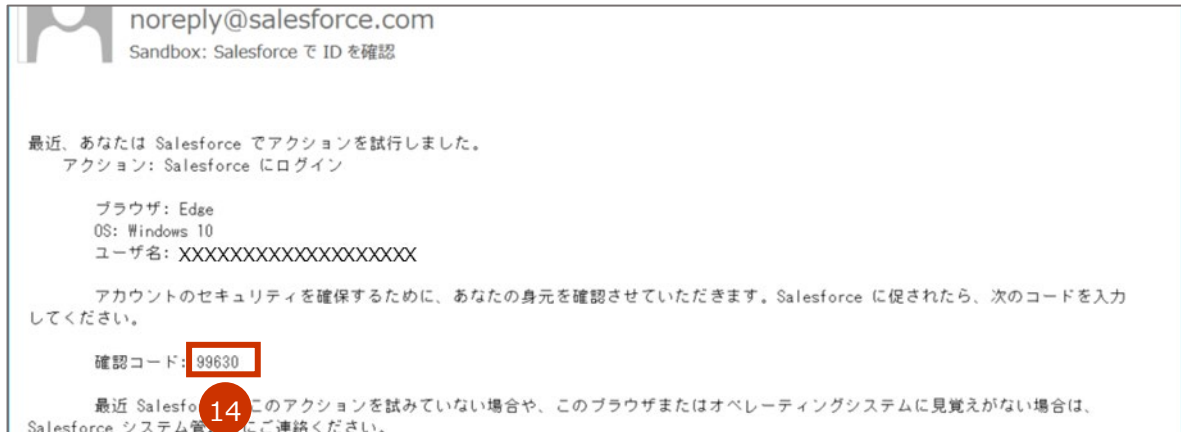 noreply@salesforce.com
Sandbox: Salesforce で ID を確認
最近、あなたは Salesforce でアクションを試行しました。
アクション: Salesforce にログイン
ブラウザ: Edge
OS: Windows 10
ユーザ名: XXXXXXXXXXXXXXXXXXX
アカウントのセキュリティを確保するために、あなたの身元を確認させていただきます。Salesforce に促されたら、次のコードを入力
してください。
確認コード: 99630
最近 Salesfo
14
このアクションを試みていない場合や、このブラウザまたはオペレーティングシステムに見覚えがない場合は、
Salesforce システム管 にご連絡ください。